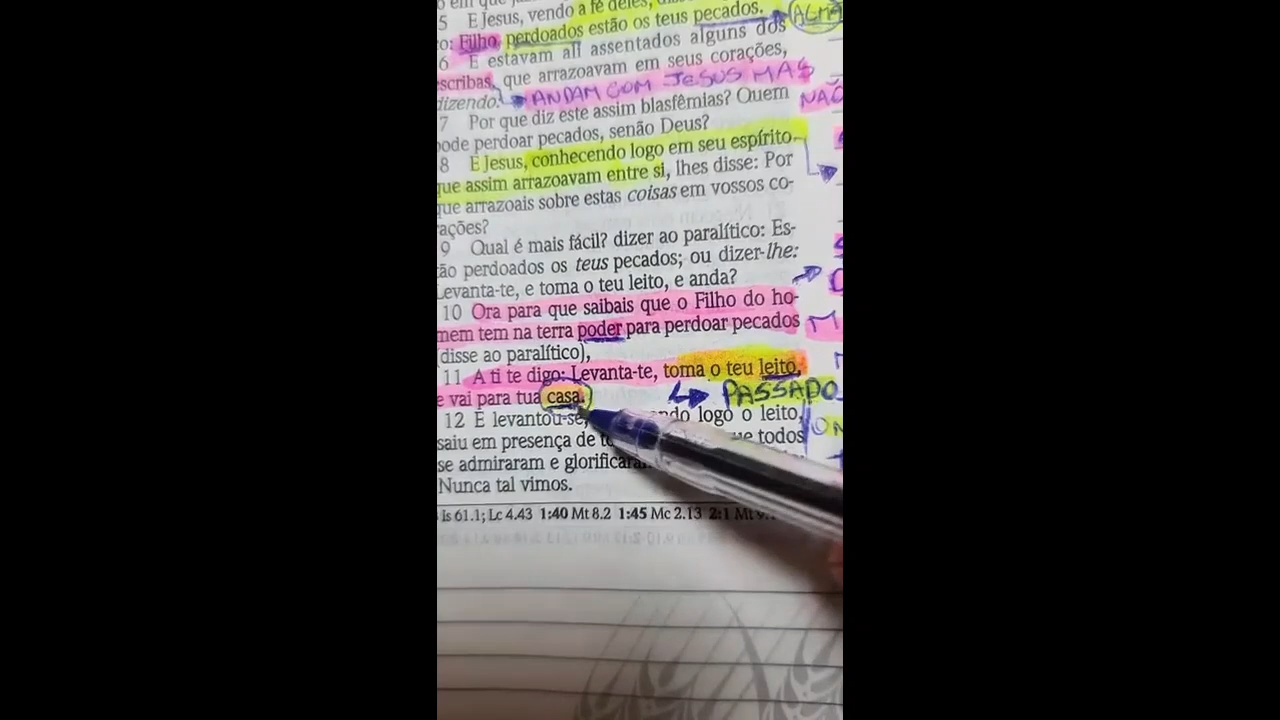 5 E Jesus, vendo a fé deles,
Filho, perdoados estão os teus pecados. ALMA
6 E estavam ali assentados alguns dos
escribas, que arrazoavam em seus corações,
dizendo: ANDAM COM JESUS MAS
NÃO
7 Por que diz este assim blasfêmias? Quem
pode perdoar pecados, senão Deus?
8 E Jesus, conhecendo logo em seu espírito
que assim arrazoavam entre si, lhes disse: Por
que arrazoais sobre estas coisas em vossos co-
rações?
9 Qual é mais fácil? dizer ao paralítico: Es-
tão perdoados os teus pecados; ou dizer-lhe:
Levanta-te, e toma o teu leito, e anda?
10 Ora para que saibais que o Filho do ho-
mem tem na terra poder para perdoar pecados
(disse ao paralítico),
11 A ti te digo: Levanta-te, toma o teu leito,
e vai para tua casa. PASSADO
12 E levantou-se, logo o leito,
saiu em presença de todos
se admiraram e glorificaram
Nunca tal vimos.
Is 61.1; Lc 4.43 1:40 Mt 8.2 1:45 Mc 2.13 2:1 Mt